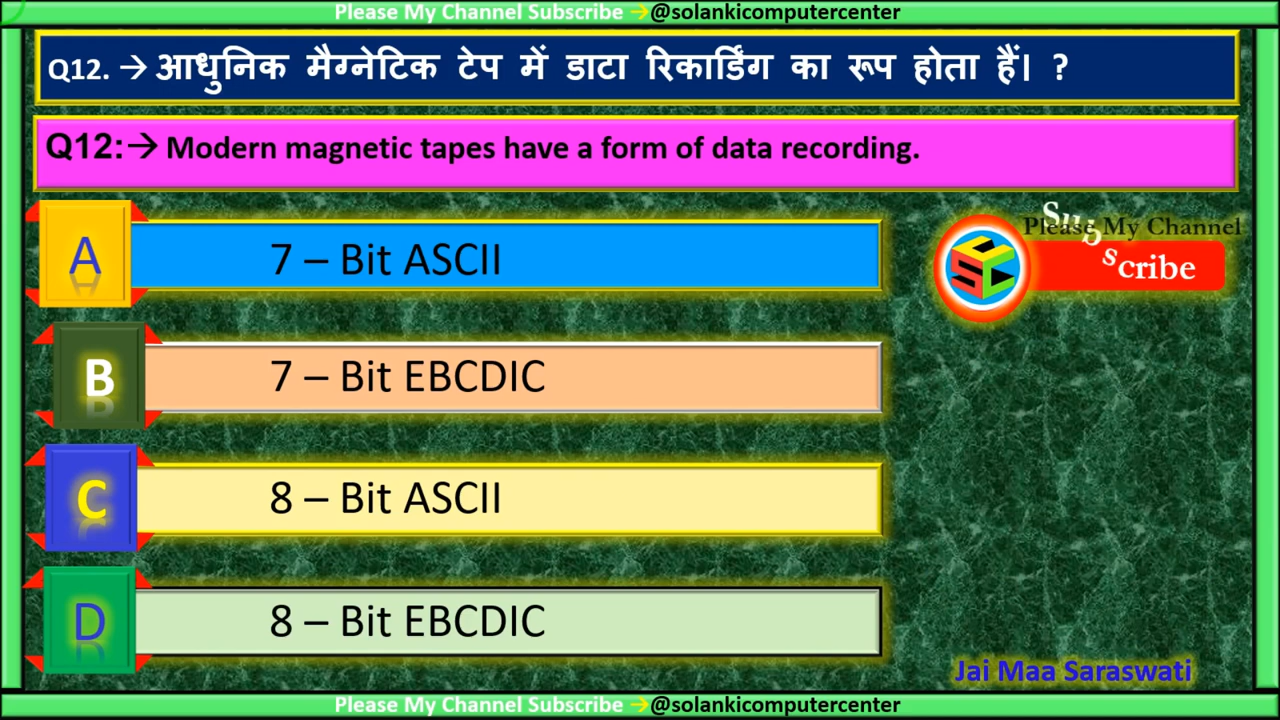 Please My Channel Subscribe →@solankicomputercenter
Q12. → आधुनिक मैग्नेटिक टेप में डाटा रिकार्डिंग का रूप होता हैं। ?
Q12:→ Modern magnetic tapes have a form of data recording.
A 7 – Bit ASCII
Please My Channel
Subscribe
B 7 – Bit EBCDIC
C 8 – Bit ASCII
D 8 – Bit EBCDIC
Jai Maa Saraswati
Please My Channel Subscribe →@solankicomputercenter